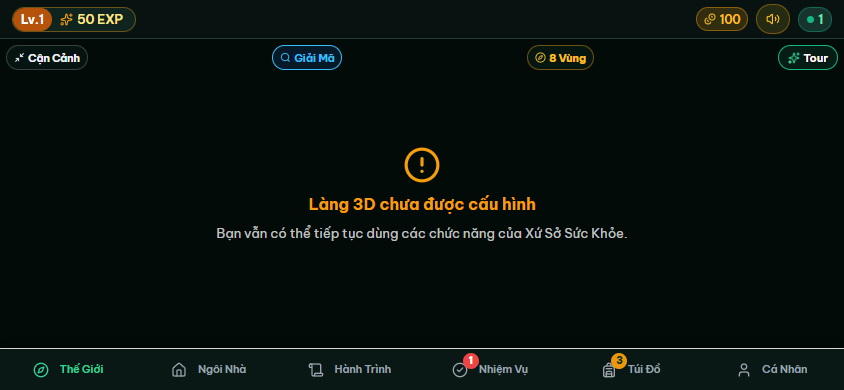 Lv.1 50 EXP 100 1
Cận Cảnh Giải Mã 8 Vùng Tour
Làng 3D chưa được cấu hình
Bạn vẫn có thể tiếp tục dùng các chức năng của Xứ Sở Sức Khỏe.
Thế Giới Ngôi Nhà Hành Trình 1 Nhiệm Vụ 3 Túi Đồ Cá Nhân